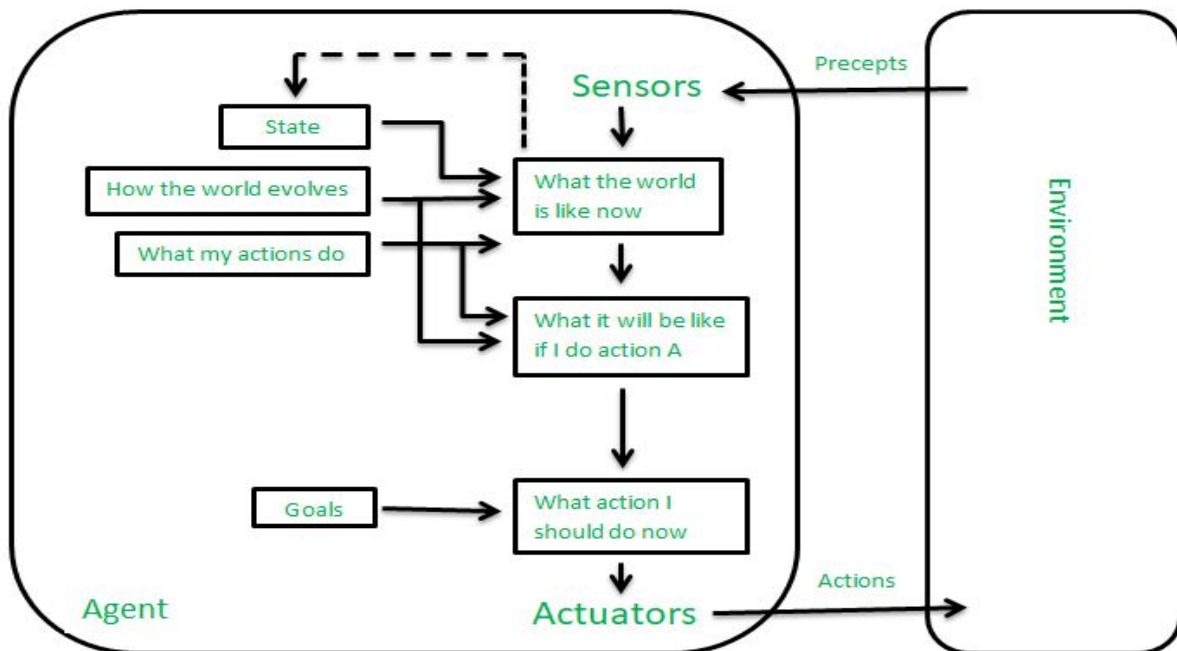 Precepts
Sensors
State
How the world evolves
What my actions do
What the world
is like now
What it will be like
if I do action A
Goals
What action I
should do now
Agent
Actuators
Actions
Environment